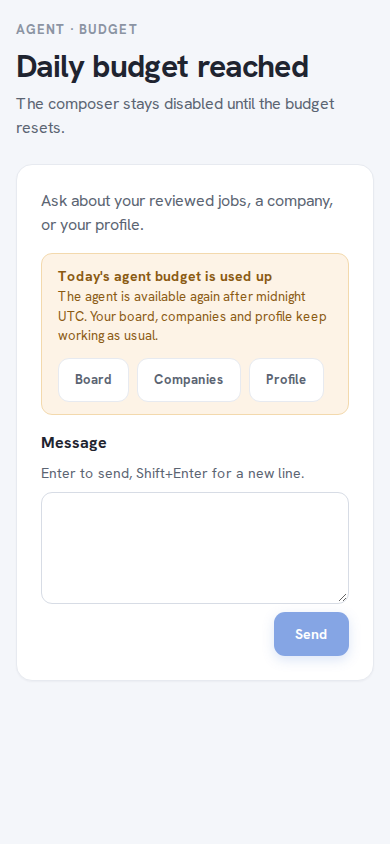 AGENT · BUDGET
Daily budget reached
The composer stays disabled until the budget
resets.
Ask about your reviewed jobs, a company,
or your profile.
Today's agent budget is used up
The agent is available again after midnight
UTC. Your board, companies and profile keep
working as usual.
Board
Companies
Profile
Message
Enter to send, Shift+Enter for a new line.
Send